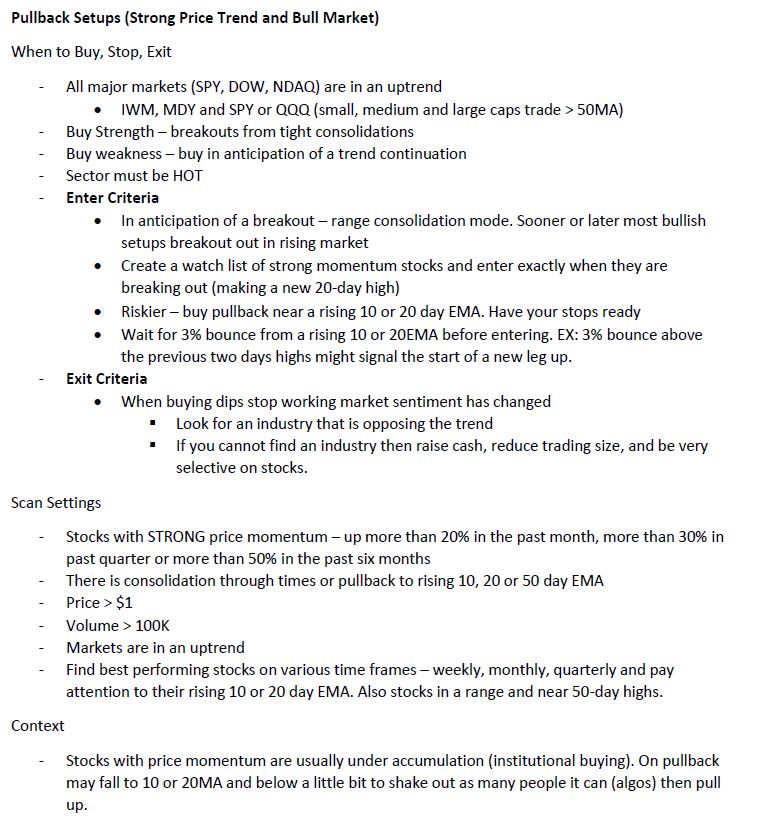 Pullback Setups (Strong Price Trend and Bull Market)
When to Buy, Stop, Exit
- All major markets (SPY, DOW, NDAQ) are in an uptrend
• IWM, MDY and SPY or QQQ (small, medium and large caps trade > 50MA)
- Buy Strength – breakouts from tight consolidations
- Buy weakness – buy in anticipation of a trend continuation
- Sector must be HOT
- Enter Criteria
• In anticipation of a breakout – range consolidation mode. Sooner or later most bullish
setups breakout out in rising market
• Create a watch list of strong momentum stocks and enter exactly when they are
breaking out (making a new 20-day high)
• Riskier – buy pullback near a rising 10 or 20 day EMA. Have your stops ready
• Wait for 3% bounce from a rising 10 or 20EMA before entering. EX: 3% bounce above
the previous two days highs might signal the start of a new leg up.
- Exit Criteria
• When buying dips stop working market sentiment has changed
▪ Look for an industry that is opposing the trend
▪ If you cannot find an industry then raise cash, reduce trading size, and be very
selective on stocks.
Scan Settings
- Stocks with STRONG price momentum – up more than 20% in the past month, more than 30% in
past quarter or more than 50% in the past six months
- There is consolidation through times or pullback to rising 10, 20 or 50 day EMA
- Price > $1
- Volume > 100K
- Markets are in an uptrend
- Find best performing stocks on various time frames – weekly, monthly, quarterly and pay
attention to their rising 10 or 20 day EMA. Also stocks in a range and near 50-day highs.
Context
- Stocks with price momentum are usually under accumulation (institutional buying). On pullback
may fall to 10 or 20MA and below a little bit to shake out as many people it can (algos) then pull
up.